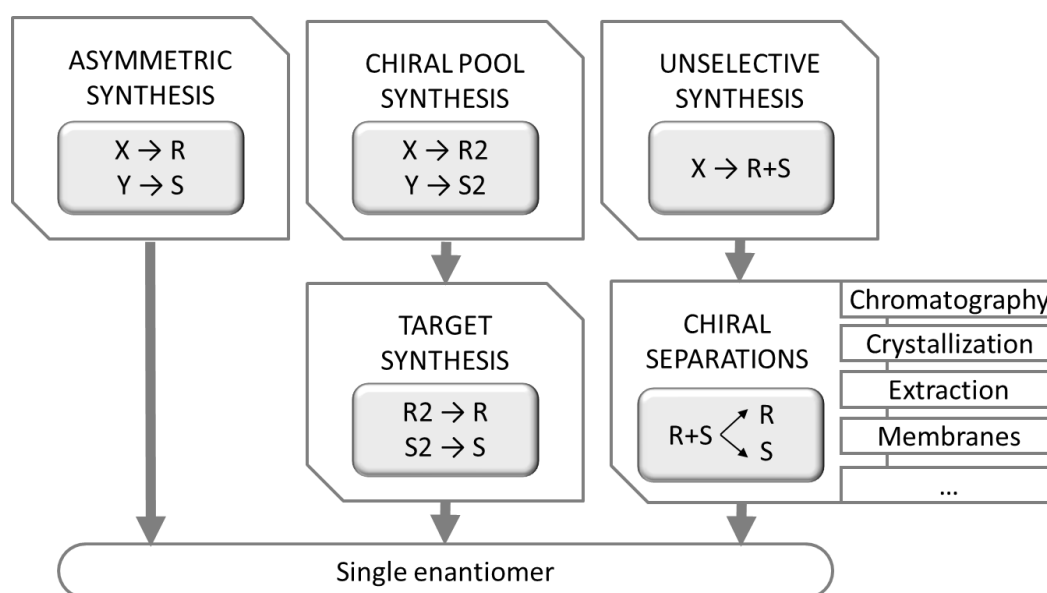 ASYMMETRIC
SYNTHESIS
X → R
Y → S
CHIRAL POOL
SYNTHESIS
X → R2
Y → S2
UNSELECTIVE
SYNTHESIS
X → R+S
TARGET
SYNTHESIS
R2 → R
S2 → S
CHIRAL
SEPARATIONS
R+S
R
S
Chromatography
Crystallization
Extraction
Membranes
...
Single enantiomer